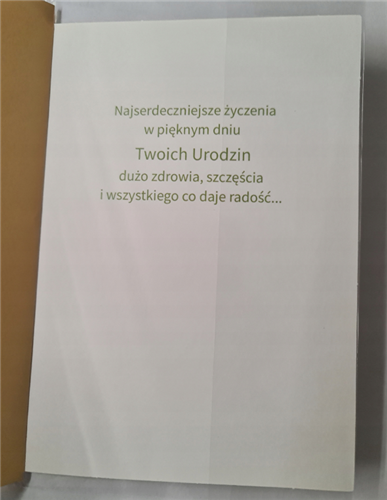 Najserdeczniejsze życzenia
w pięknym dniu
Twoich Urodzin
dużo zdrowia, szczęścia
i wszystkiego co daje radość...